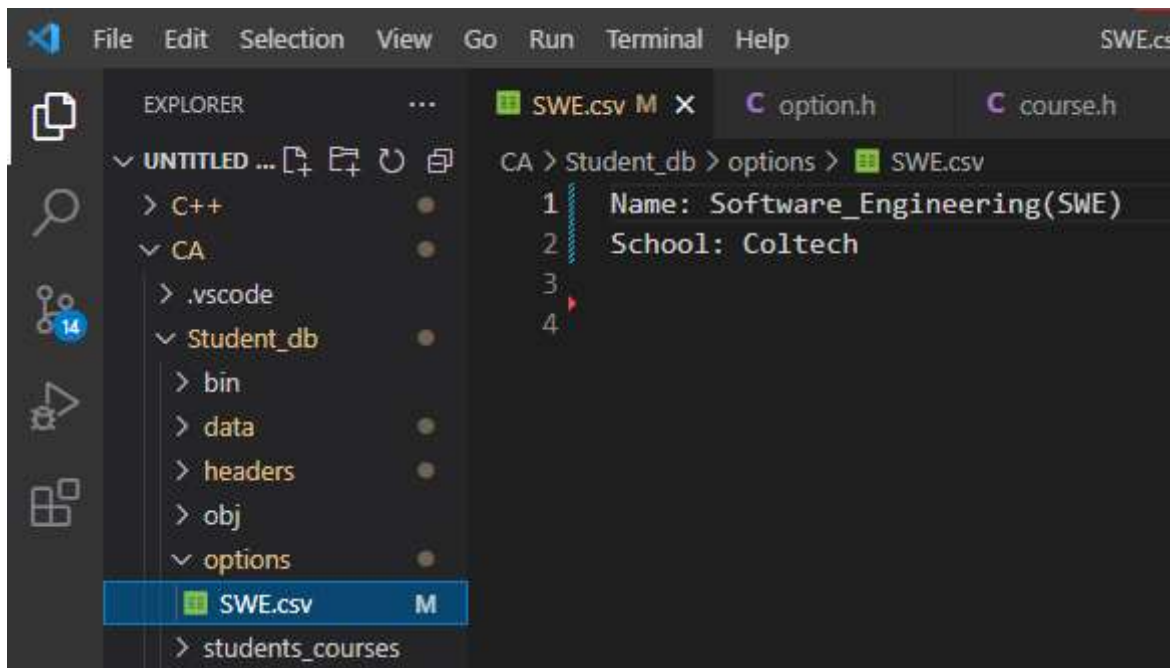 File Edit Selection View Go Run Terminal Help SWE.cs
EXPLORER ...
SWE.csv M
C option.h
C course.h
UNTITLED ...
CA > Student_db > options > SWE.csv
C++
CA
.vscode
Student_db
bin
data
headers
obj
options
SWE.csv M
students_courses
14
1 Name: Software_Engineering(SWE)
2 School: Coltech
3
4